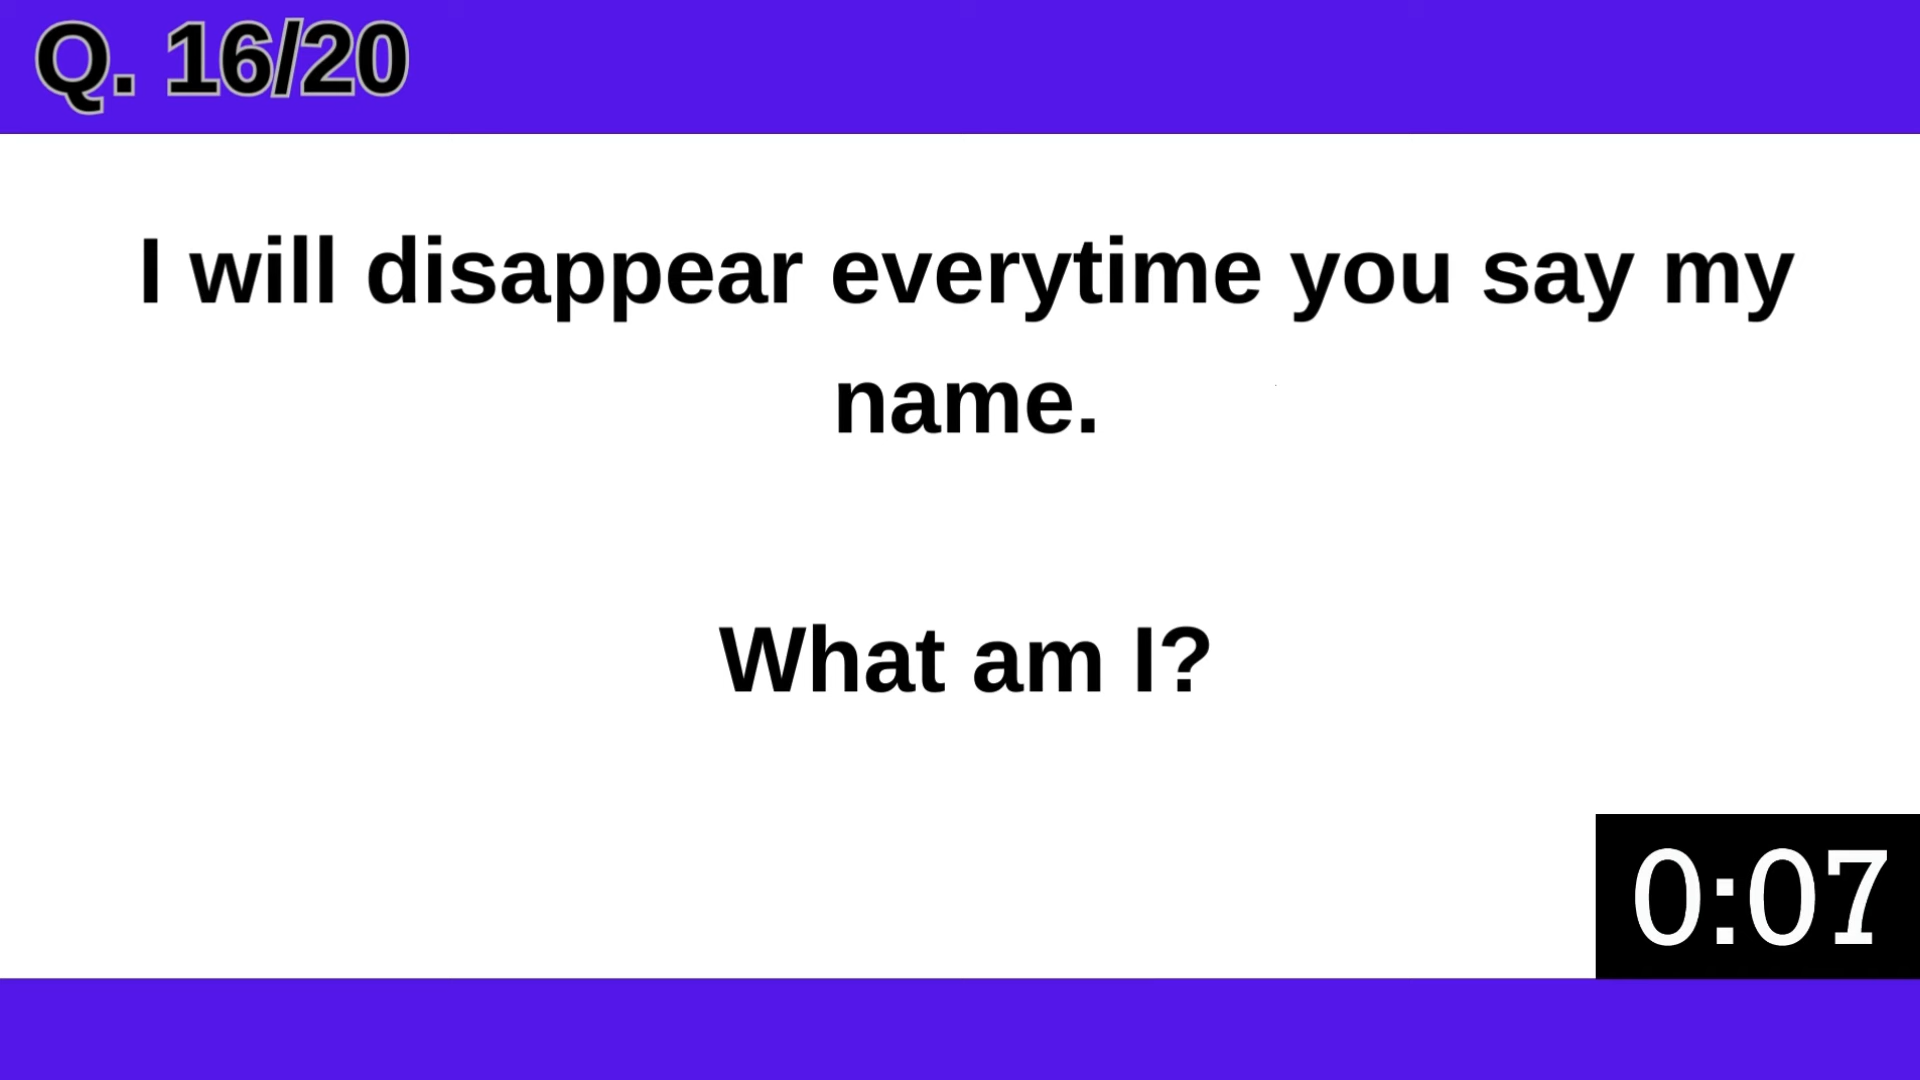 Q. 16/20
I will disappear everytime you say my
name.
What am I?
0:07